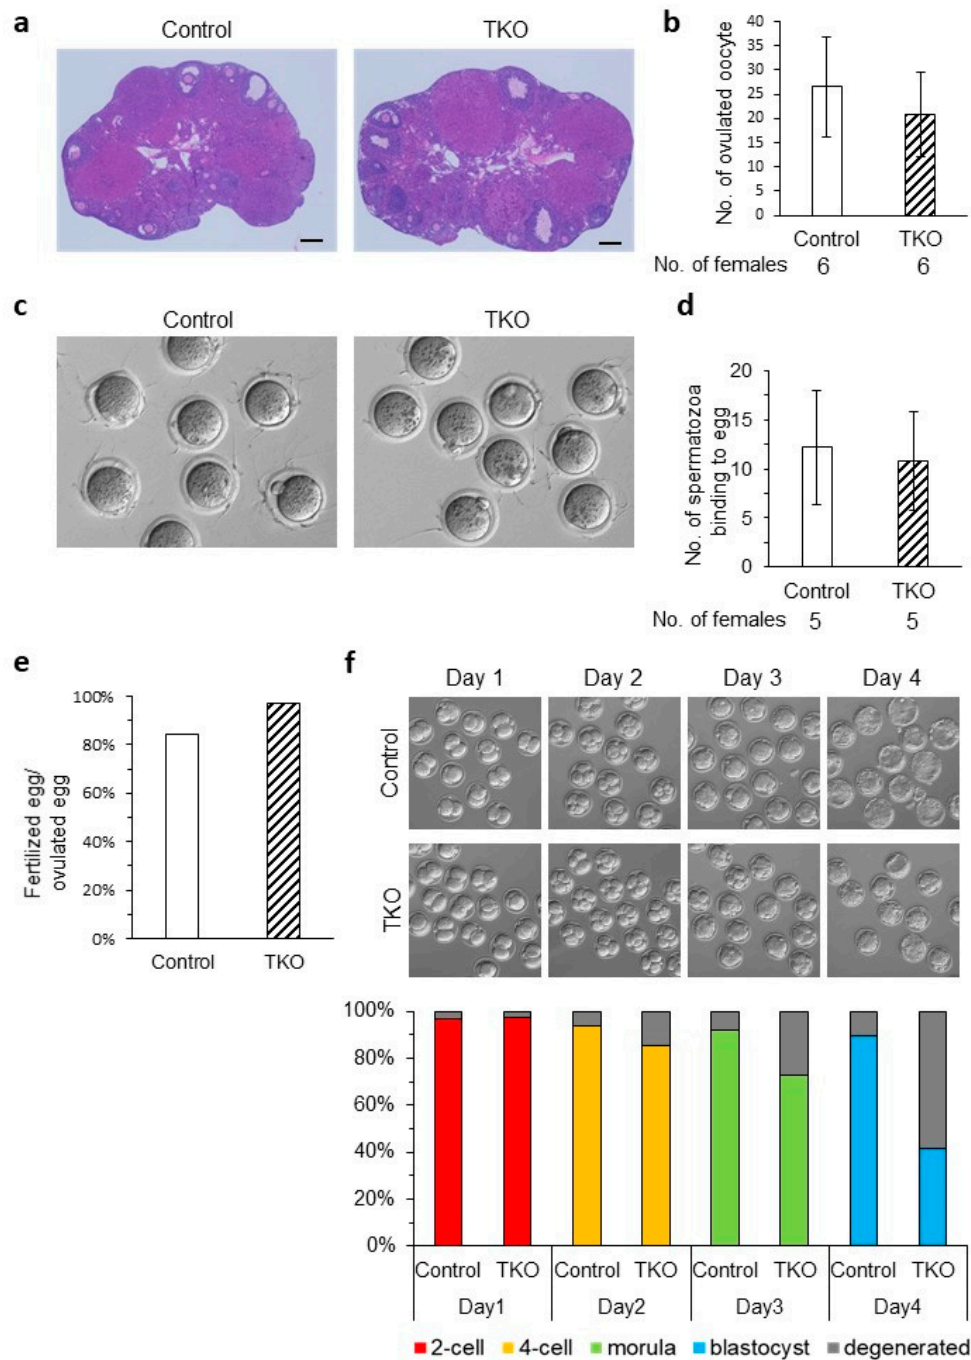 a
Control
TKO
b
No. of ovulated oocyte
40
35
30
25
20
15
10
5
0
Control
TKO
No. of females 6 6
c
Control
TKO
d
No. of spermatozoa
binding to egg
20
15
10
5
0
Control
TKO
No. of females 5 5
e
Fertilized egg/
ovulated egg
100%
80%
60%
40%
20%
0%
Control
TKO
f
Day 1 Day 2 Day 3 Day 4
Control
TKO
100%
80%
60%
40%
20%
0%
Control TKO Control TKO Control TKO Control TKO
Day1 Day2 Day3 Day4
2-cell 4-cell morula blastocyst degenerated